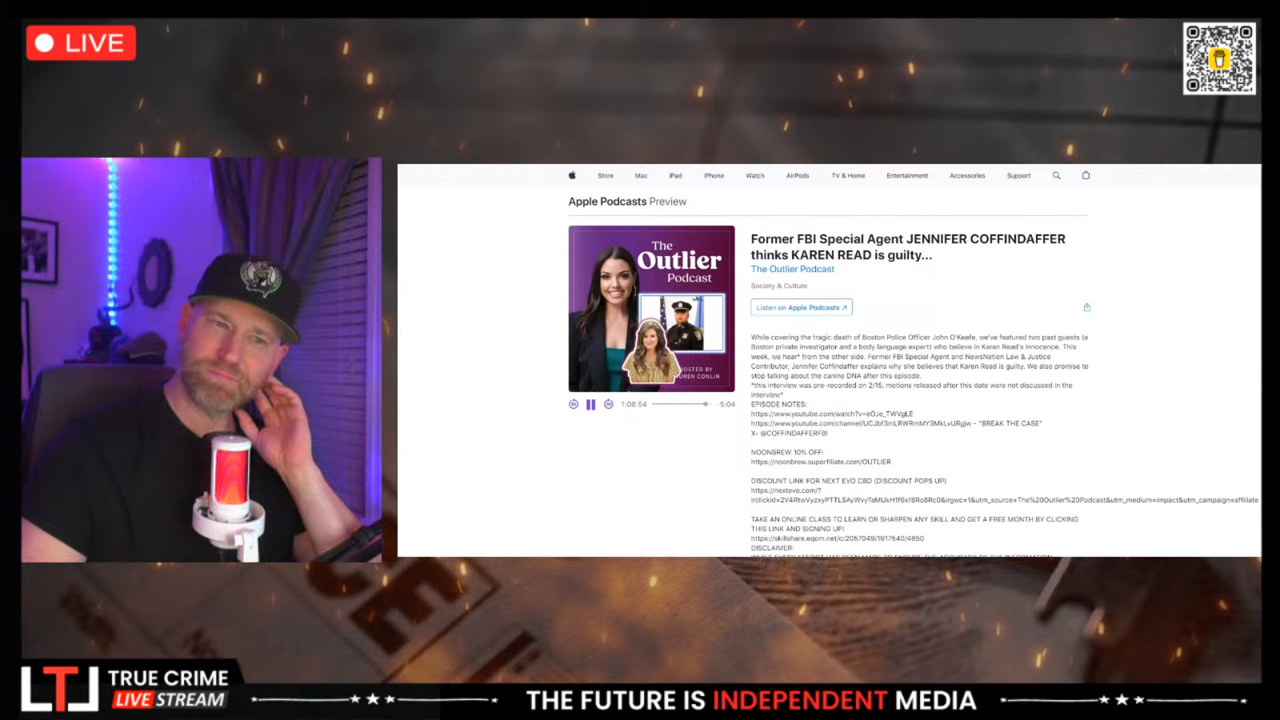 LIVE
Store Mac iPad iPhone Watch AirPods TV & Home Entertainment Accessories Support
Apple Podcasts Preview
The
Outlier
Podcast
HOSTED BY
UREN CONLIN
1:08:54
-5:04
Former FBI Special Agent JENNIFER COFFINDAFFER
thinks KAREN READ is guilty...
The Outlier Podcast
Society & Culture
Listen on Apple Podcasts ↗
While covering the tragic death of Boston Police Officer John O'Keefe, we've featured two past guests (a
Boston private investigator and a body language expert) who believe in Karen Read's innocence. This
week, we hear* from the other side. Former FBI Special Agent and NewsNation Law & Justice
Contributor, Jennifer Coffindaffer explains why she believes that Karen Read is guilty. We also promise to
stop talking about the canine DNA after this episode.
*this interview was pre-recorded on 2/15, motions released after this date were not discussed in the
interview*
EPISODE NOTES:
https://www.youtube.com/watch?v=eOJe_TWVgLE
- "BREAK THE CASE"
X- @COFFINDAFFERFBI
NOONBREW 10% OFF:
https://noonbrew.superfiliate.com/OUTLIER
DISCOUNT LINK FOR NEXT EVO CBD (DISCOUNT POPS UP)
https://nextevo.com/?
TAKE AN ONLINE CLASS TO LEARN OR SHARPEN ANY SKILL AND GET A FREE MONTH BY CLICKING
THIS LINK AND SIGNING UP!
https://skillshare.eqcm.net/c/2057049/1917540/4650
DISCLAIMER:
LTL TRUE CRIME
LIVE STREAM
THE FUTURE IS INDEPENDENT MEDIA